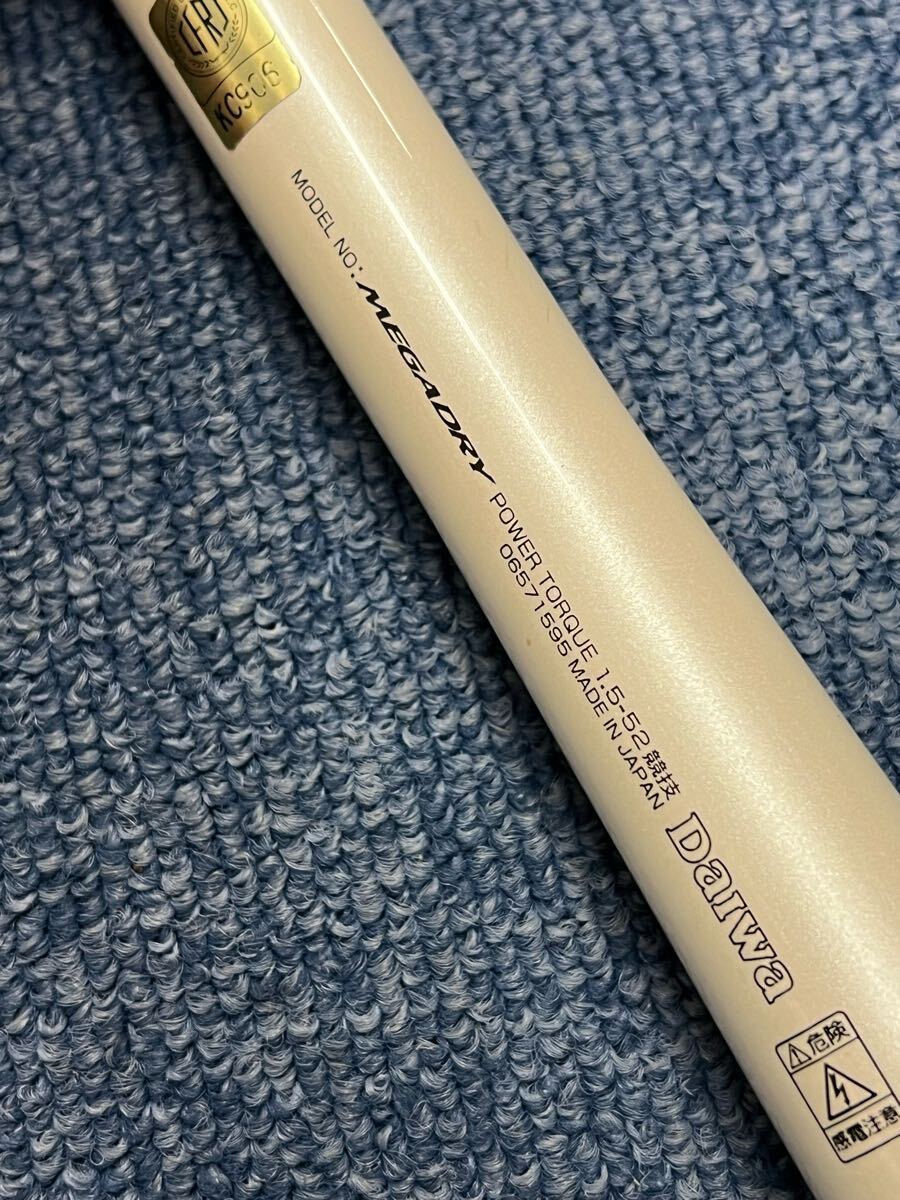 CFRJ
KC906
MODEL NO: MEGADRY POWER TORQUE 1.5-52 競技
06571595 MADE IN JAPAN
Daiwa
危険
感電注意